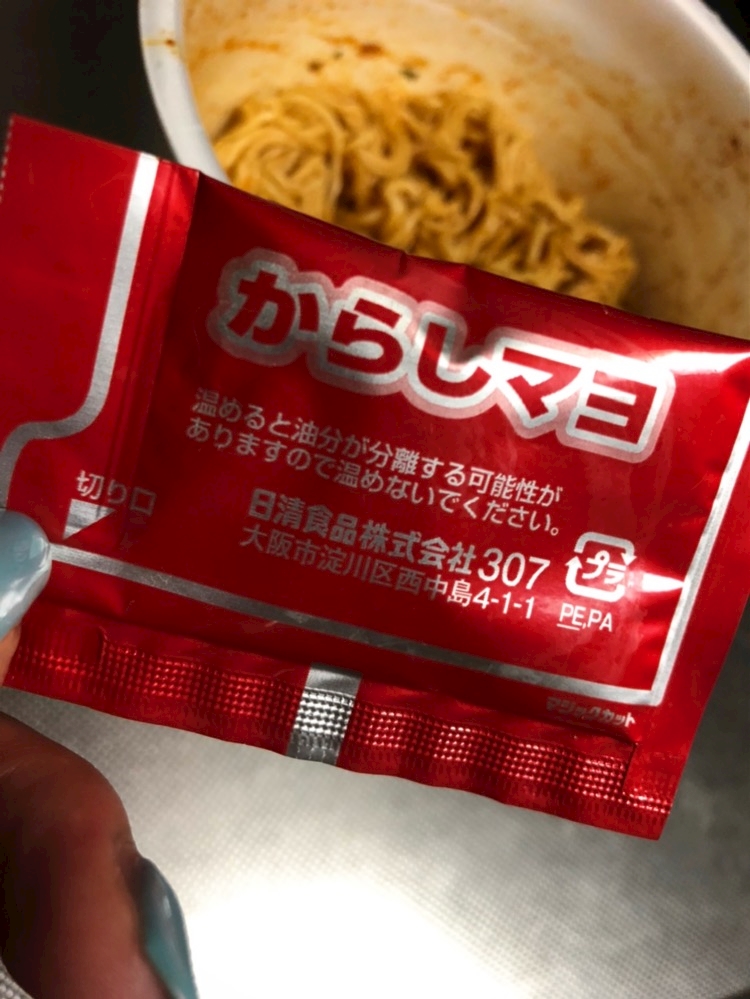 からしマヨ
温めると油分が分離する可能性が
ありますので温めないでください。
切り口
日清食品株式会社307
大阪市淀川区西中島4-1-1
プラ
PE,PA
マジックカット